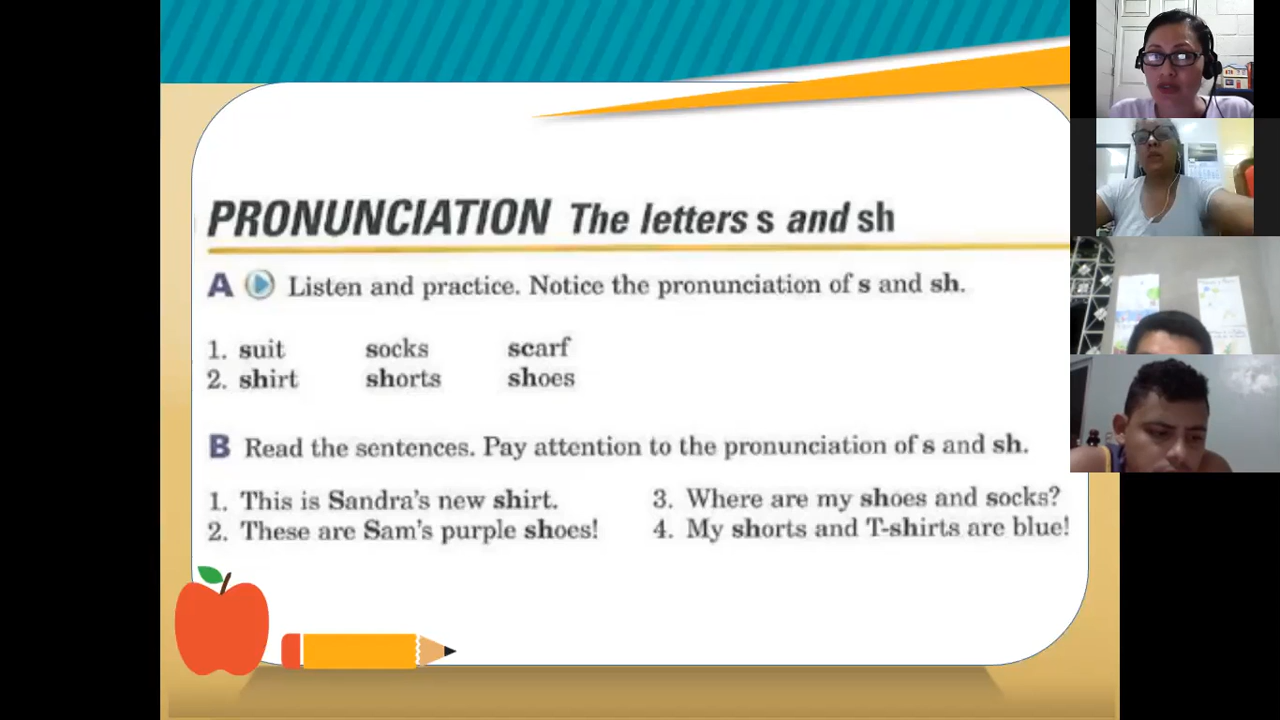 PRONUNCIATION The letters s and sh
A Listen and practice. Notice the pronunciation of s and sh.
1. suit socks scarf
2. shirt shorts shoes
B Read the sentences. Pay attention to the pronunciation of s and sh.
1. This is Sandra's new shirt.
2. These are Sam's purple shoes!
3. Where are my shoes and socks?
4. My shorts and T-shirts are blue!